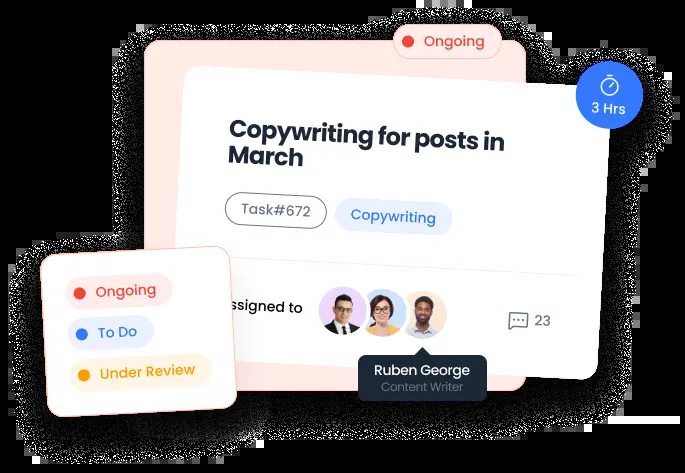 Ongoing
3 Hrs
Copywriting for posts in
March
Task#672
Copywriting
Ongoing
To Do
Under Review
ssigned to
23
Ruben George
Content Writer